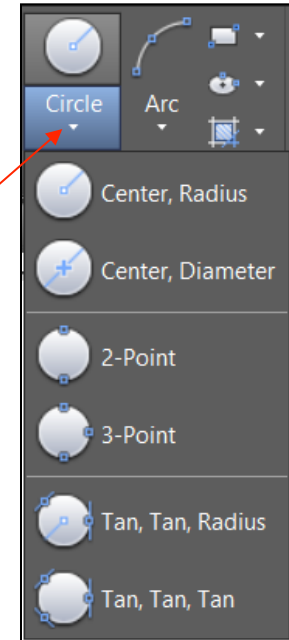 Circle
Arc
Center, Radius
Center, Diameter
2-Point
3-Point
Tan, Tan, Radius
Tan, Tan, Tan